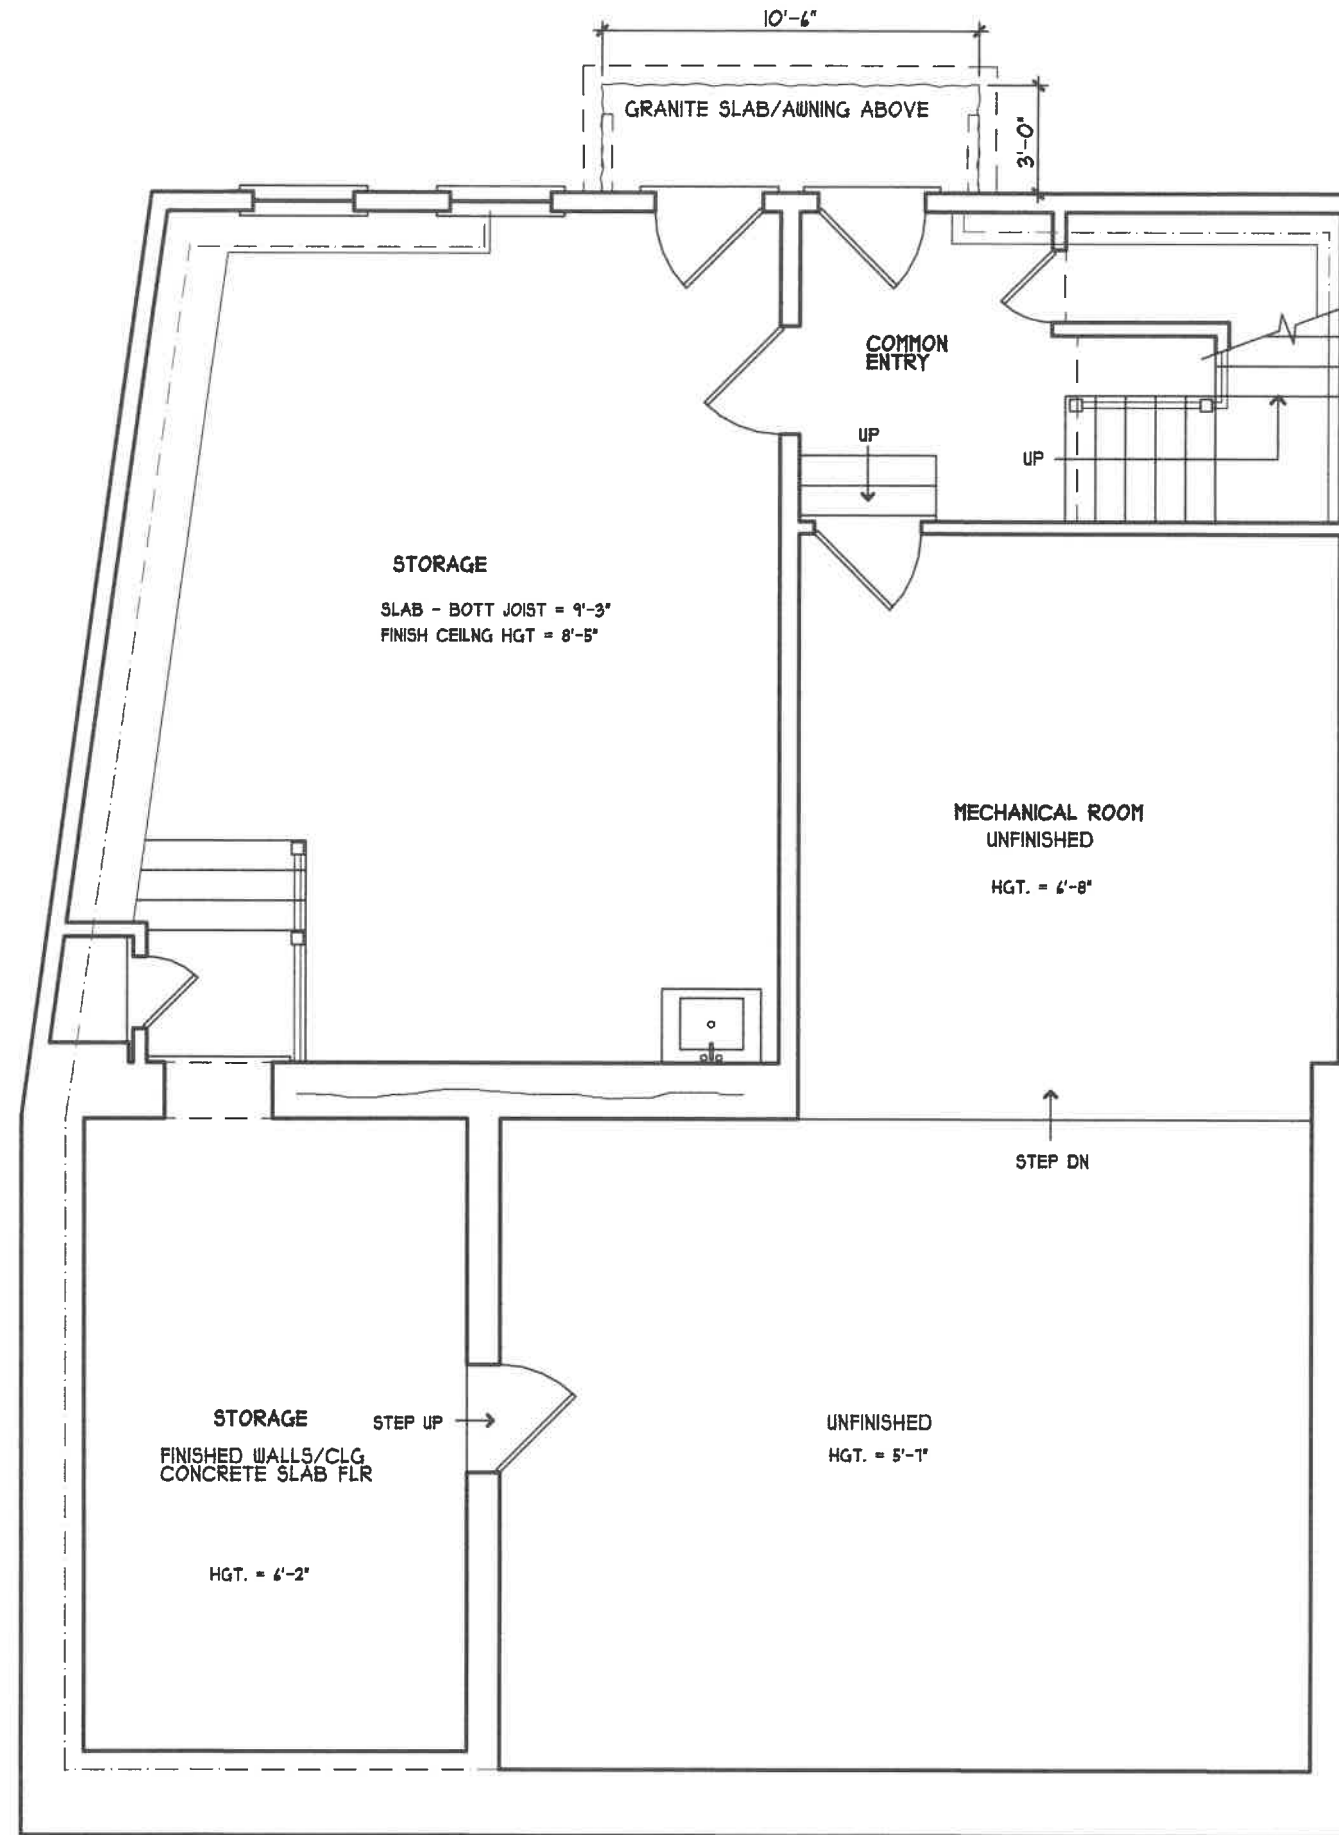 10'-6"
GRANITE SLAB/AWNING ABOVE
3'-0"
COMMON
ENTRY
UP
UP
STORAGE
SLAB - BOTT JOIST = 9'-3"
FINISH CEILNG HGT = 8'-5"
MECHANICAL ROOM
UNFINISHED
HGT. = 6'-8"
STEP DN
STORAGE
FINISHED WALLS/CLG
CONCRETE SLAB FLR
STEP UP
HGT. = 6'-2"
UNFINISHED
HGT. = 5'-7"